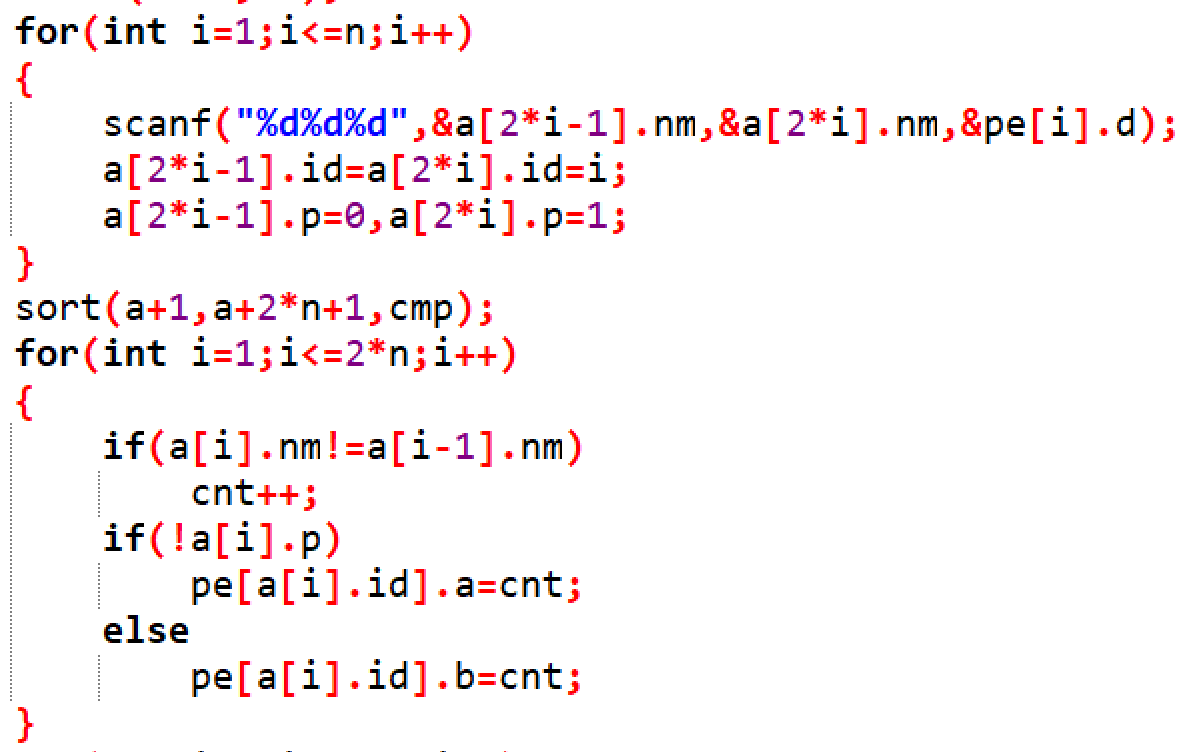 for(int i=1;i<=n;i++)
{
    scanf("%d%d%d",&a[2*i-1].nm,&a[2*i].nm,&pe[i].d);
    a[2*i-1].id=a[2*i].id=i;
    a[2*i-1].p=0,a[2*i].p=1;
}
sort(a+1,a+2*n+1,cmp);
for(int i=1;i<=2*n;i++)
{
    if(a[i].nm!=a[i-1].nm)
        cnt++;
    if(!a[i].p)
        pe[a[i].id].a=cnt;
    else
        pe[a[i].id].b=cnt;
}